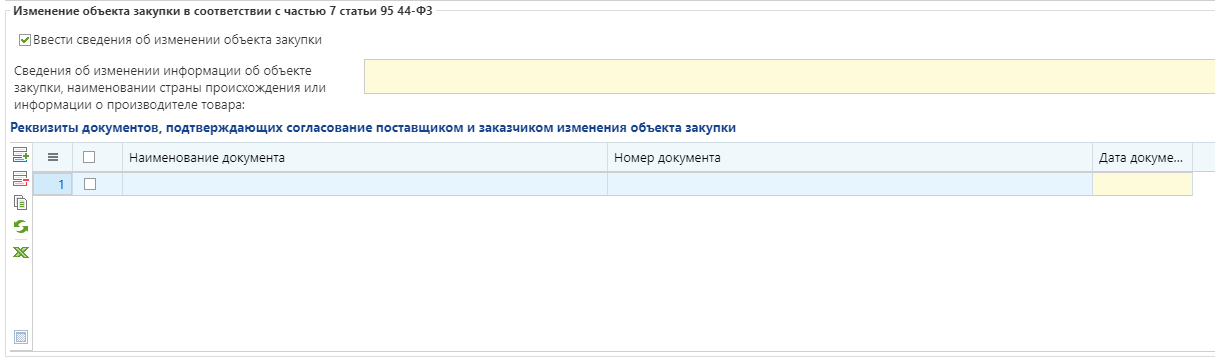 Изменение объекта закупки в соответствии с частью 7 статьи 95 44-ФЗ
Ввести сведения об изменении объекта закупки
Сведения об изменении информации об объекте
закупки, наименовании страны происхождения или
информации о производителе товара:
Реквизиты документов, подтверждающих согласование поставщиком и заказчиком изменения объекта закупки
Наименование документа Номер документа Дата докуме...
1